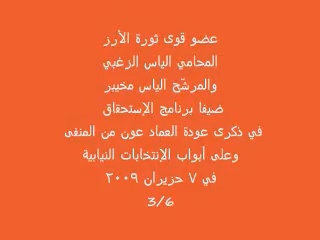 عضو قوى ثورة الأرز
المحامي الياس الزغبي
والمرشّح الياس مخيبر
ضيفا برنامج الإستحقاق
في ذكرى عودة العماد عون من المنفى
وعلى أبواب الإنتخابات النيابية
في ٧ حزيران ٢٠٠٩
3/6